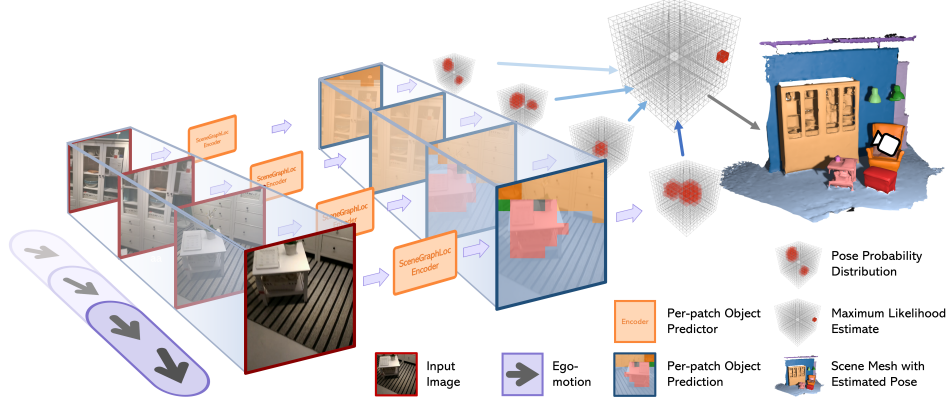 SceneGraphLoc
Encoder
SceneGraphLoc
Encoder
SceneGraphLoc
Encoder
SceneGraphLoc
Encoder
Pose Probability
Distribution
Encoder
Per-patch Object
Predictor
Maximum Likelihood
Estimate
Input
Image
Ego-
motion
Per-patch Object
Prediction
Scene Mesh with
Estimated Pose